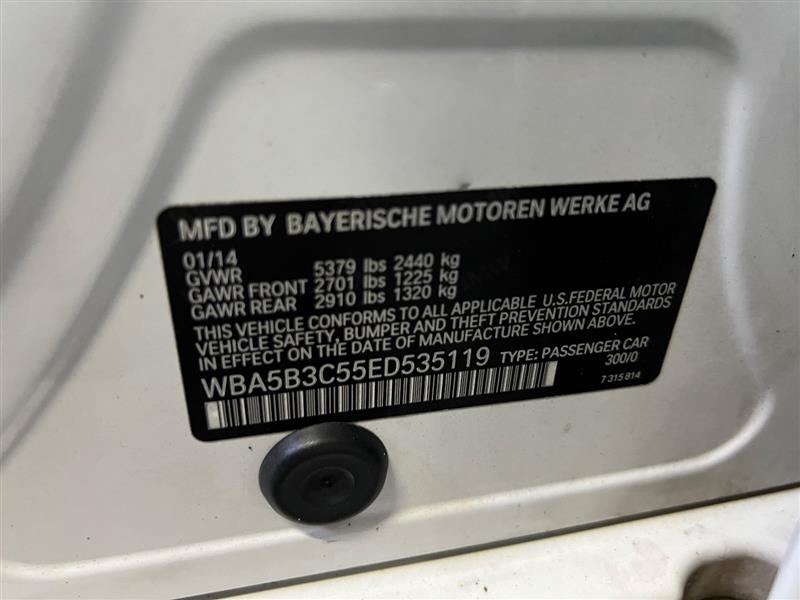 MFD BY BAYERISCHE MOTOREN WERKE AG
01/14
GVWR 5379 lbs 2440 kg
GAWR FRONT 2701 lbs 1225 kg
GAWR REAR 2910 lbs 1320 kg
THIS VEHICLE CONFORMS TO ALL APPLICABLE U.S.FEDERAL MOTOR
VEHICLE SAFETY, BUMPER AND THEFT PREVENTION STANDARDS
IN EFFECT ON THE DATE OF MANUFACTURE SHOWN ABOVE.
WBA5B3C55ED535119 TYPE: PASSENGER CAR
300/0
7 315 814